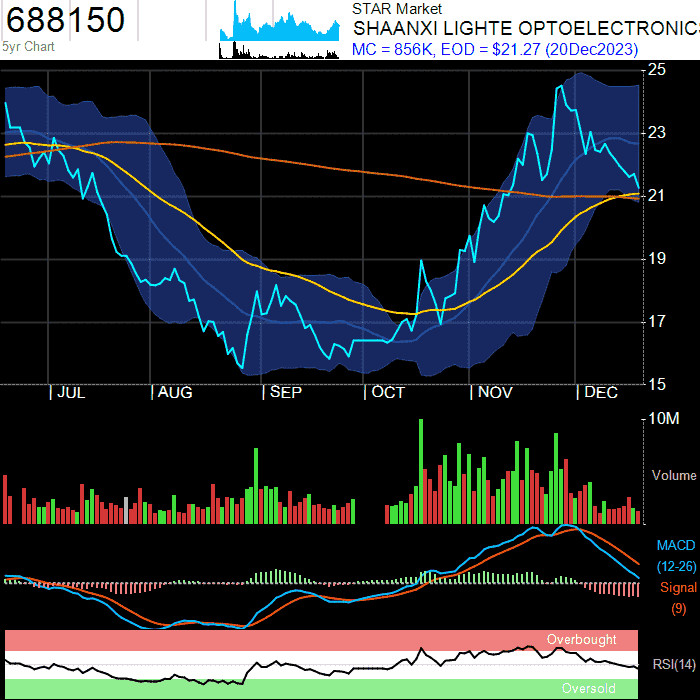 688150
5yr Chart
STAR Market
SHAANXI LIGHTE OPTOELECTRONICS
MC = 856K, EOD = $21.27 (20Dec2023)
25
23
21
19
17
15
| JUL | AUG | SEP | OCT | NOV | DEC
10M
Volume
MACD
(12-26)
Signal
(9)
Overbought
RSI(14)
Oversold